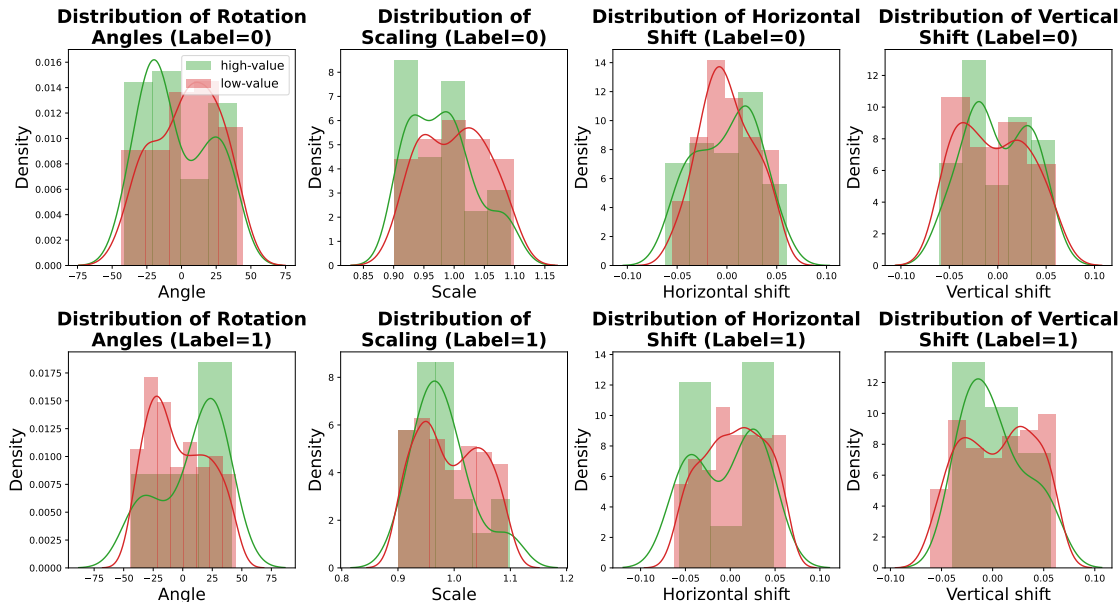 Distribution of Rotation
Angles (Label=0)
Distribution of
Scaling (Label=0)
Distribution of Horizontal
Shift (Label=0)
Distribution of Vertical
Shift (Label=0)
high-value
low-value
Density
0.016
0.014
0.012
0.010
0.008
0.006
0.004
0.002
0.000
−75 −50 −25 0 25 50 75
Angle
Density
8
7
6
5
4
3
2
1
0
0.85 0.90 0.95 1.00 1.05 1.10 1.15
Scale
Density
14
12
10
8
6
4
2
0
−0.10 −0.05 0.00 0.05 0.10
Horizontal shift
Density
12
10
8
6
4
2
0
−0.10 −0.05 0.00 0.05 0.10
Vertical shift
Distribution of Rotation
Angles (Label=1)
Distribution of
Scaling (Label=1)
Distribution of Horizontal
Shift (Label=1)
Distribution of Vertical
Shift (Label=1)
Density
0.0175
0.0150
0.0125
0.0100
0.0075
0.0050
0.0025
0.0000
−75 −50 −25 0 25 50 75
Angle
Density
8
6
4
2
0
0.8 0.9 1.0 1.1 1.2
Scale
Density
14
12
10
8
6
4
2
0
−0.10 −0.05 0.00 0.05 0.10
Horizontal shift
Density
12
10
8
6
4
2
0
−0.10 −0.05 0.00 0.05 0.10
Vertical shift